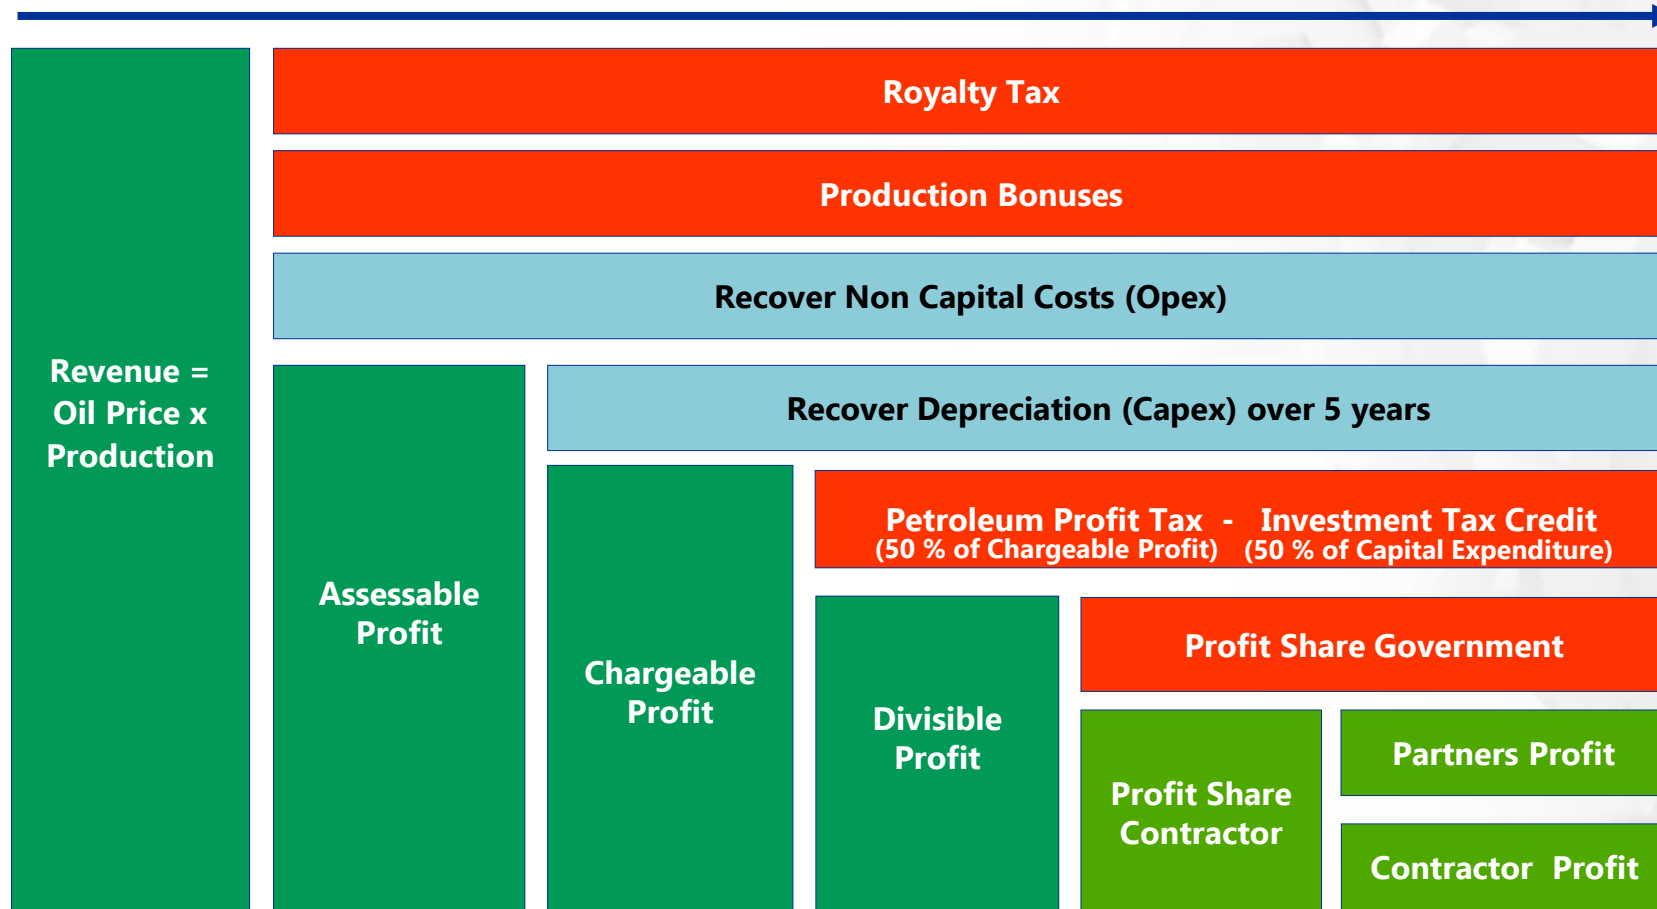 Royalty Tax
Production Bonuses
Recover Non Capital Costs (Opex)
Revenue =
Oil Price x
Production
Recover Depreciation (Capex) over 5 years
Assessable
Profit
Petroleum Profit Tax - Investment Tax Credit
(50 % of Chargeable Profit) (50 % of Capital Expenditure)
Chargeable
Profit
Divisible
Profit
Profit Share Government
Profit Share
Contractor
Partners Profit
Contractor Profit